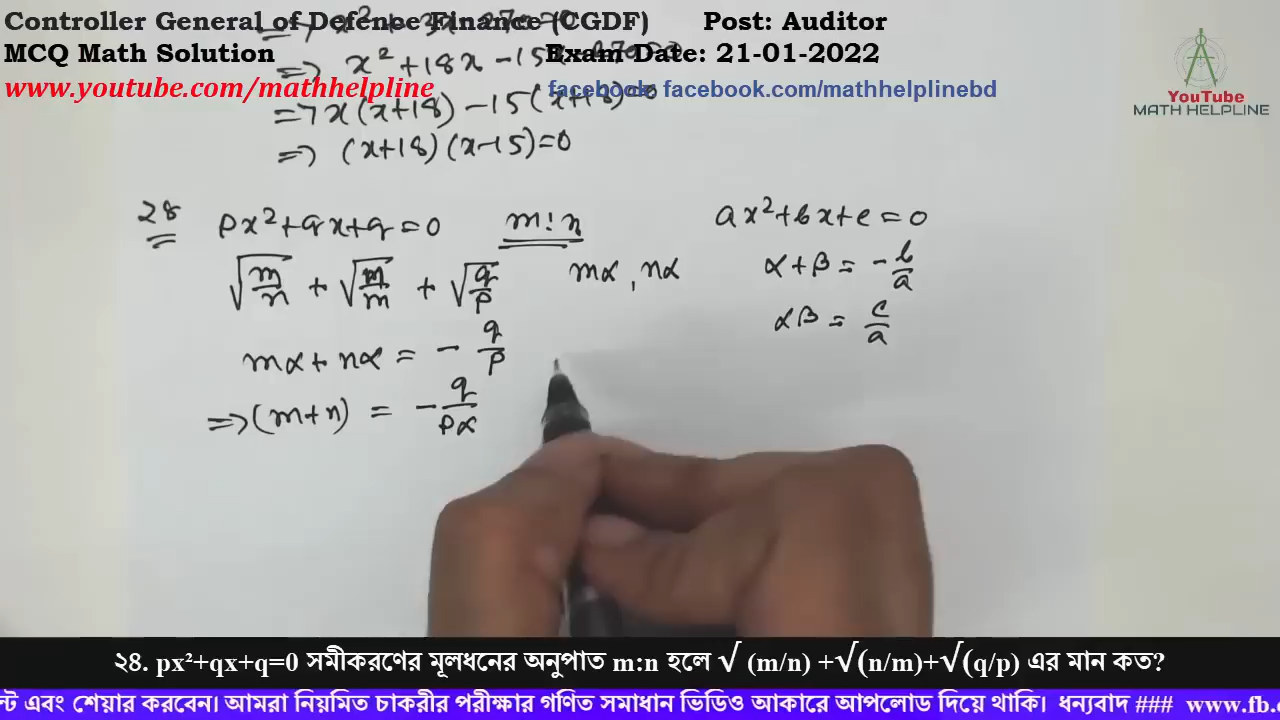 Controller General of Defence Finance (CGDF) Post: Auditor
MCQ Math Solution Exam Date: 21-01-2022
www.youtube.com/mathhelpline facebook: facebook.com/mathhelplinebd
YouTube
MATH HELPLINE
=> x² + 18x - 15x
=> x(x+18) - 15(x+18)=0
=> (x+18)(x-15)=0
28 px²+qx+q=0 m:n
√(m/n) + √(m/m) + √(q/p) mα, nα
mα + nα = - q/p
=> (m+n) = - q/pα
ax²+bx+c=0
α+β = - b/a
αβ = c/a
২৪. px²+qx+q=0 সমীকরণের মূলধনের অনুপাত m:n হলে √ (m/n) +√(n/m)+√(q/p) এর মান কত?
ন্ট এবং শেয়ার করবেন। আমরা নিয়মিত চাকরীর পরীক্ষার গণিত সমাধান ভিডিও আকারে আপলোড দিয়ে থাকি। ধন্যবাদ ### www.fb.c